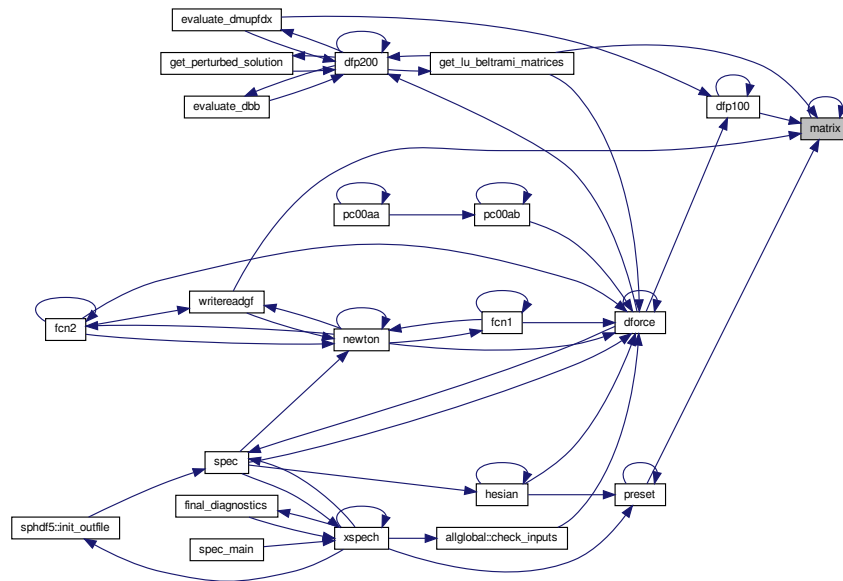 evaluate_dmupfdx
get_perturbed_solution
dfp200
get_lu_beltrami_matrices
evaluate_dbb
dfp100
matrix
pc00aa
pc00ab
writereadgf
fcn2
newton
fcn1
dforce
spec
hesian
preset
final_diagnostics
sphdf5::init_outfile
spec_main
xspech
allglobal::check_inputs